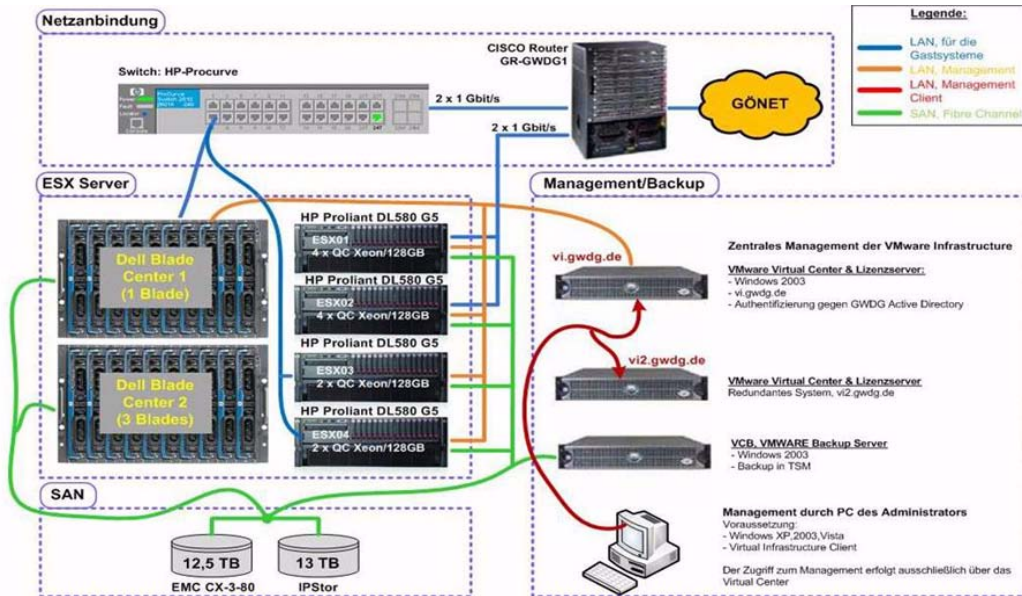 Netzanbindung
Legende:
LAN, für die
Gastsysteme
LAN, Management
LAN, Management
Client
SAN, Fibre Channel
CISCO Router
GR-GWDG1
Switch: HP-Procurve
2 x 1 Gbit/s
2 x 1 Gbit/s
GÖNET
ESX Server
Dell Blade
Center 1
(1 Blade)
Dell Blade
Center 2
(3 Blades)
HP Proliant DL580 G5
ESX01
4 x QC Xeon/128GB
HP Proliant DL580 G5
ESX02
4 x QC Xeon/128GB
HP Proliant DL580 G5
ESX03
2 x QC Xeon/128GB
HP Proliant DL580 G5
ESX04
2 x QC Xeon/128GB
Management/Backup
Zentrales Management der VMware Infrastructure
vi.gwdg.de
VMware Virtual Center & Lizenzserver:
- Windows 2003
- vi.gwdg.de
- Authentifizierung gegen GWDG Active Directory
vi2.gwdg.de
VMware Virtual Center & Lizenzserver
Redundantes System, vi2.gwdg.de
VCB, VMWARE Backup Server
- Windows 2003
- Backup in TSM
Management durch PC des Administrators
Voraussetzung:
- Windows XP,2003,Vista
- Virtual Infrastructure Client
Der Zugriff zum Management erfolgt ausschließlich über das
Virtual Center
SAN
12,5 TB
13 TB
EMC CX-3-80
IPStor